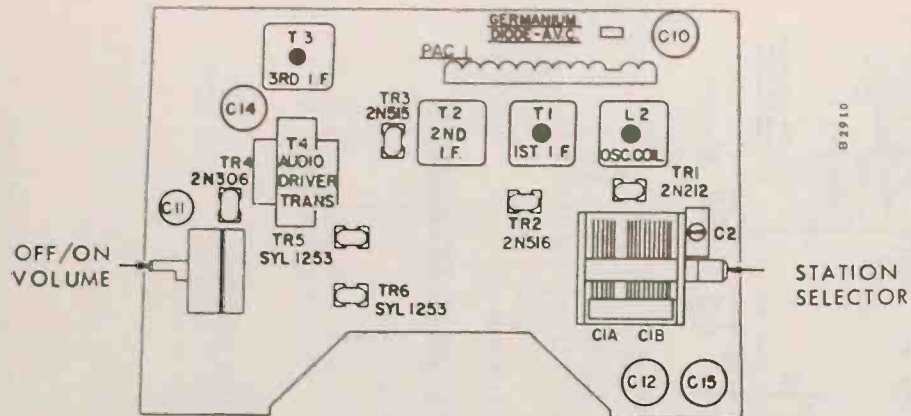 GERMANIUM
DIODE-A.V.C.
C10
T 3
3RD I F
PAC 1
C14
TR3
2N515
T 2
2ND
I.F.
T1
1ST I.F
L 2
OSC. COIL
B2910
T4
AUDIO
DRIVER
TRANS
TR4
2N306
TR1
2N212
C11
TR2
2N516
C2
TR5
SYL 1253
OFF/ON
VOLUME
STATION
SELECTOR
TR6
SYL 1253
C1A C1B
C12
C15